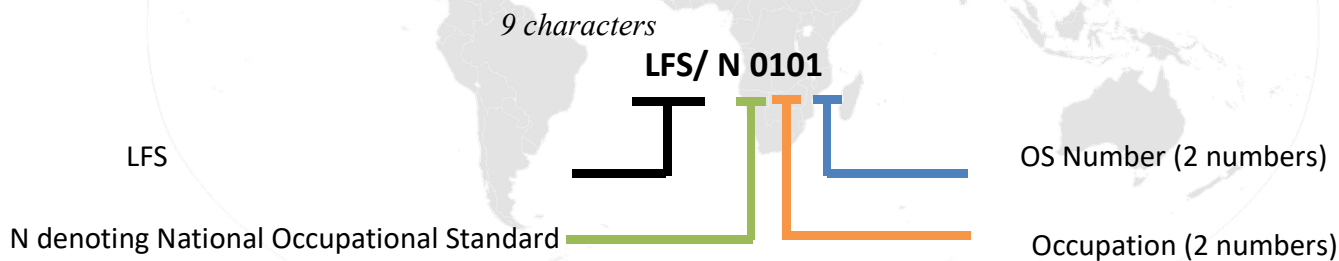 9 characters
LFS/ N 0101
LFS
OS Number (2 numbers)
N denoting National Occupational Standard
Occupation (2 numbers)